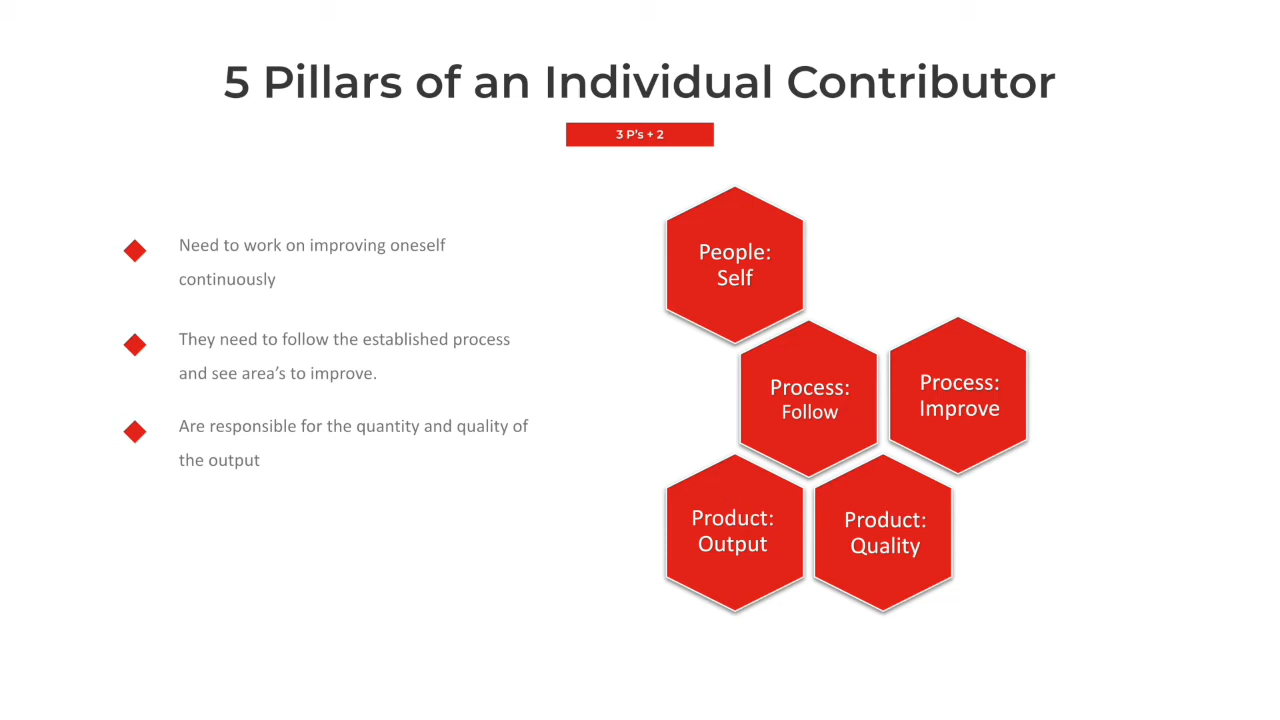 5 Pillars of an Individual Contributor
3 P's + 2
Need to work on improving oneself
continuously
They need to follow the established process
and see area's to improve.
Are responsible for the quantity and quality of
the output
People:
Self
Process:
Follow
Process:
Improve
Product:
Output
Product:
Quality